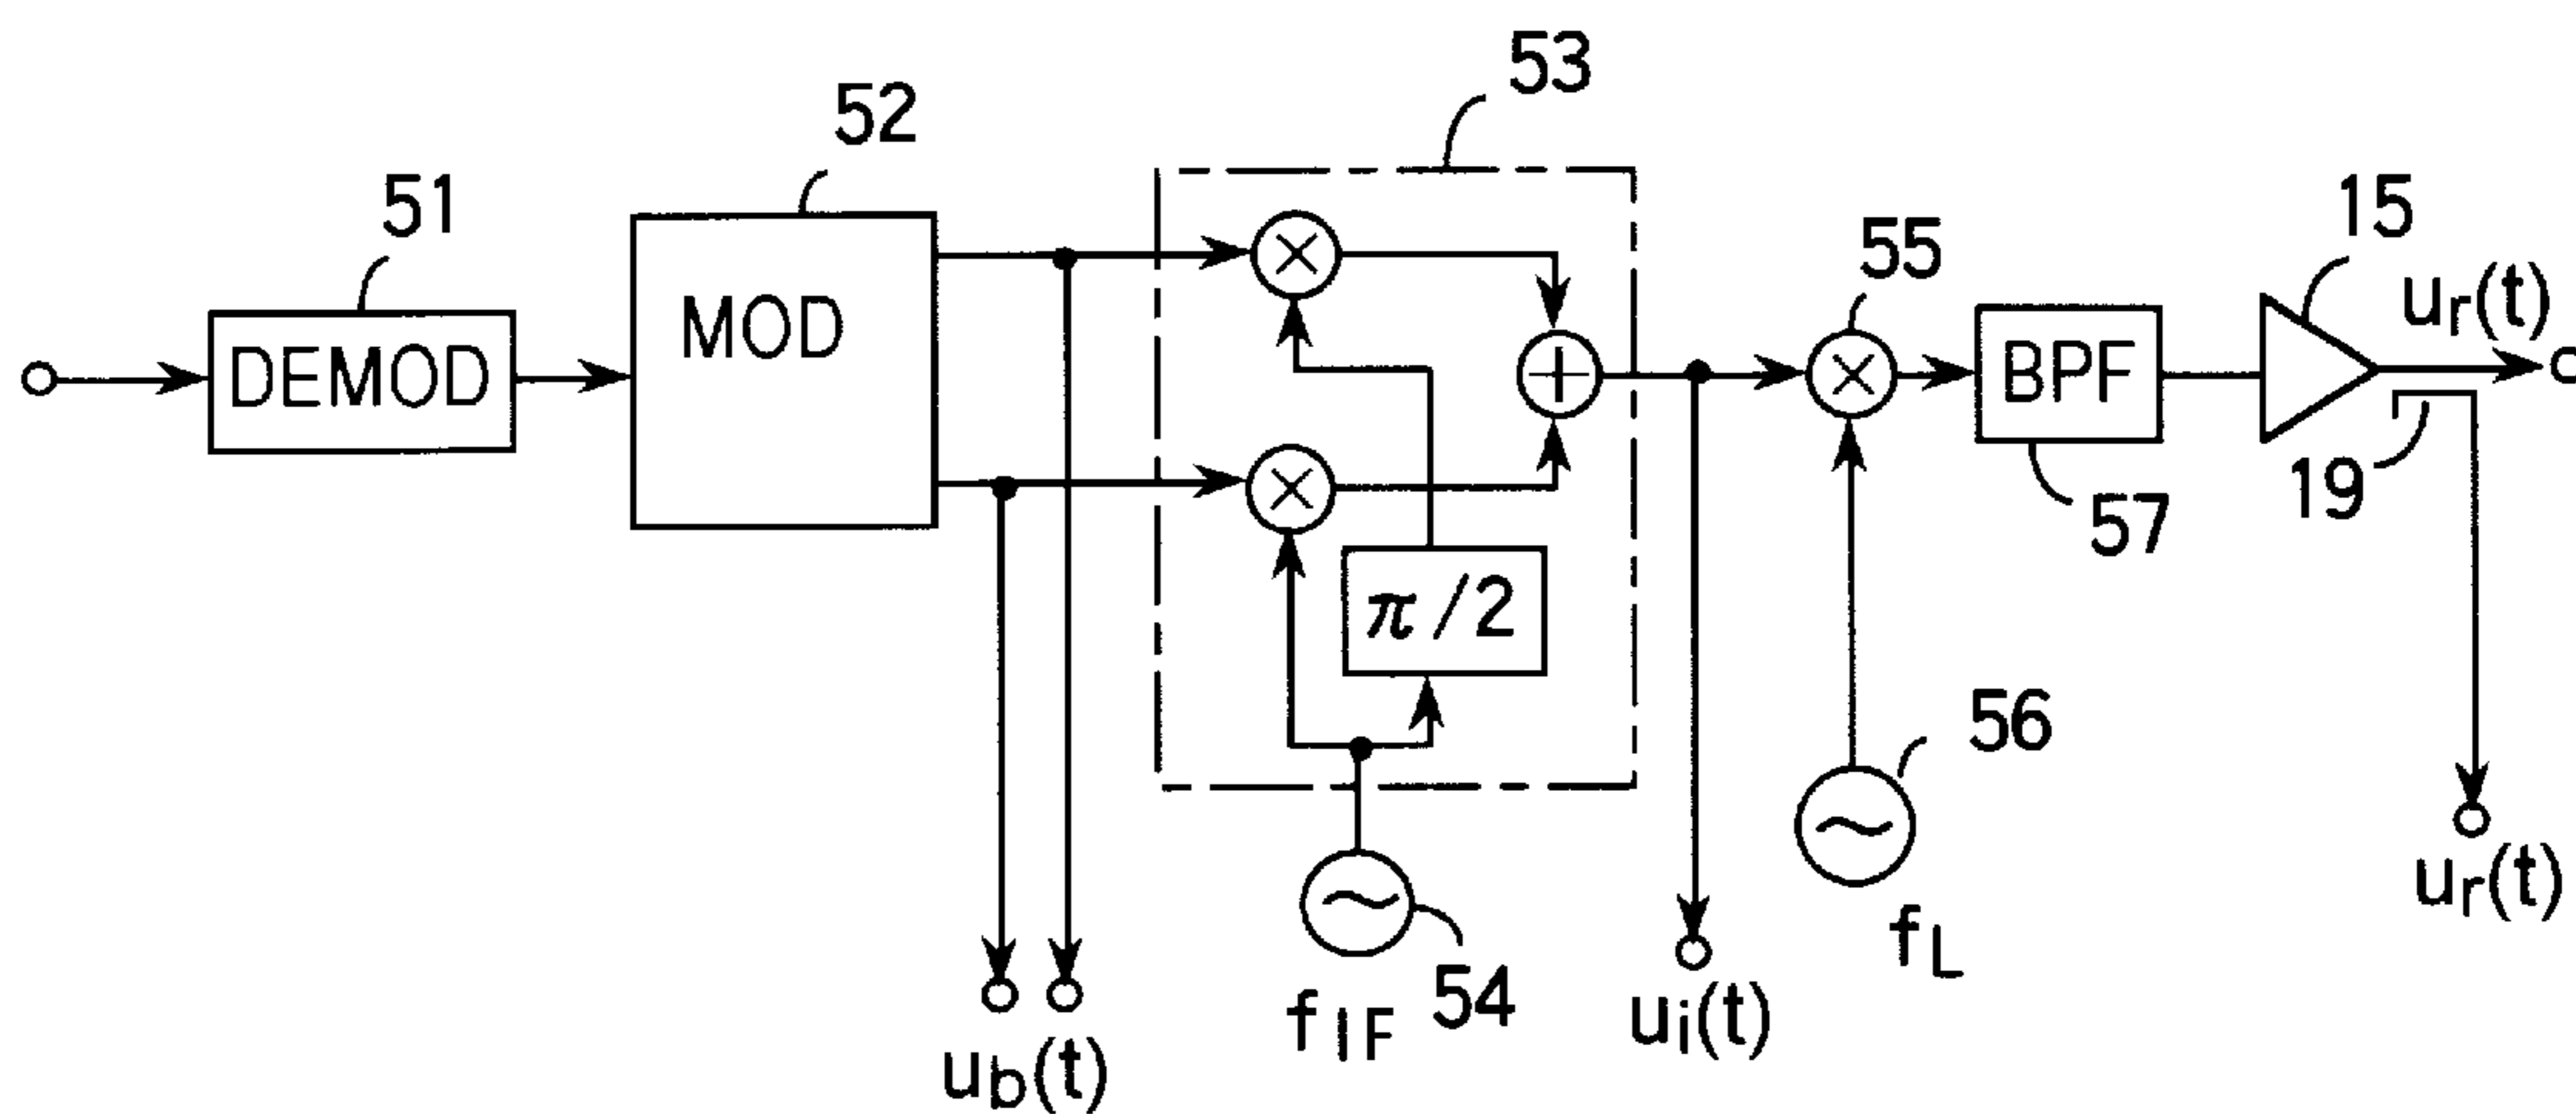 53
52
51
15
55
u_r(t)
DEMOD
MOD
BPF
19
57
π/2
56
54
f_L
f_IF
u_i(t)
u_r(t)
u_b(t)